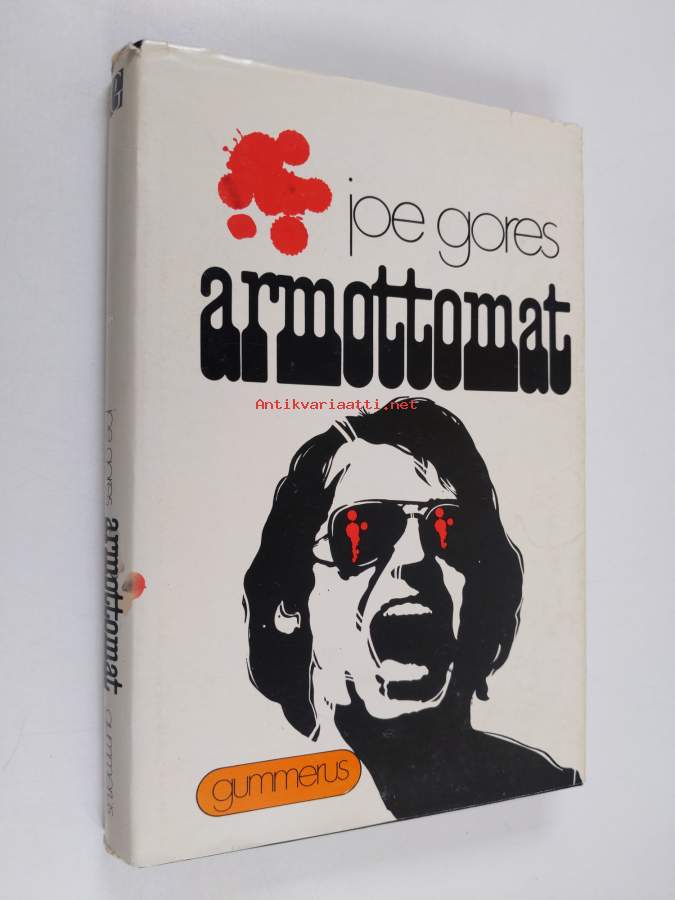 joe gores
armottomat
Antikvariaatti.net
gummerus
joe gores armottomat gummerus